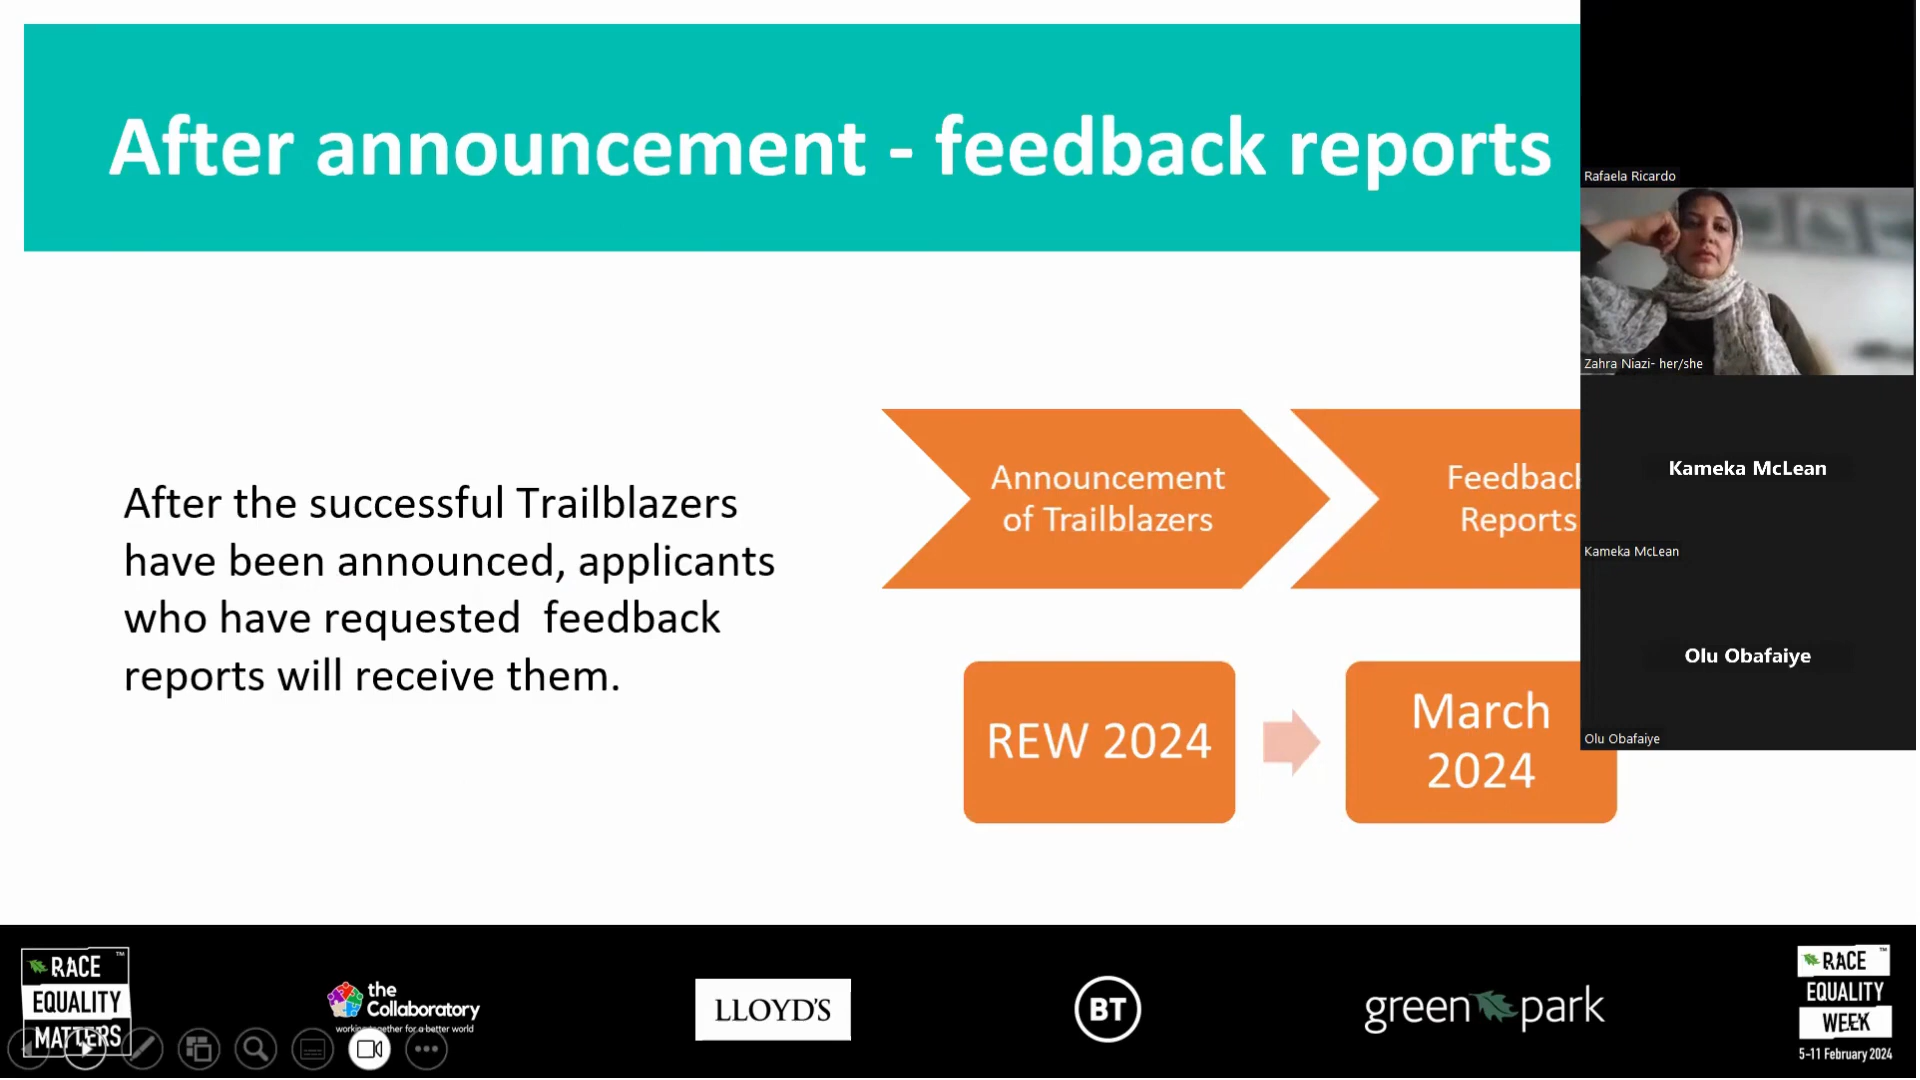 After announcement - feedback reports
After the successful Trailblazers
have been announced, applicants
who have requested feedback
reports will receive them.
Announcement
of Trailblazers
Feedback
Reports
REW 2024
March
2024
Rafaela Ricardo
Zahra Niazi- her/she
Kameka McLean
Kameka McLean
Olu Obafaiye
Olu Obafaiye
RACE
EQUALITY
MATTERS
TM
the
Collaboratory
working together for a better world
LLOYD'S
BT
green park
RACE
EQUALITY
WEEK
TM
5-11 February 2024